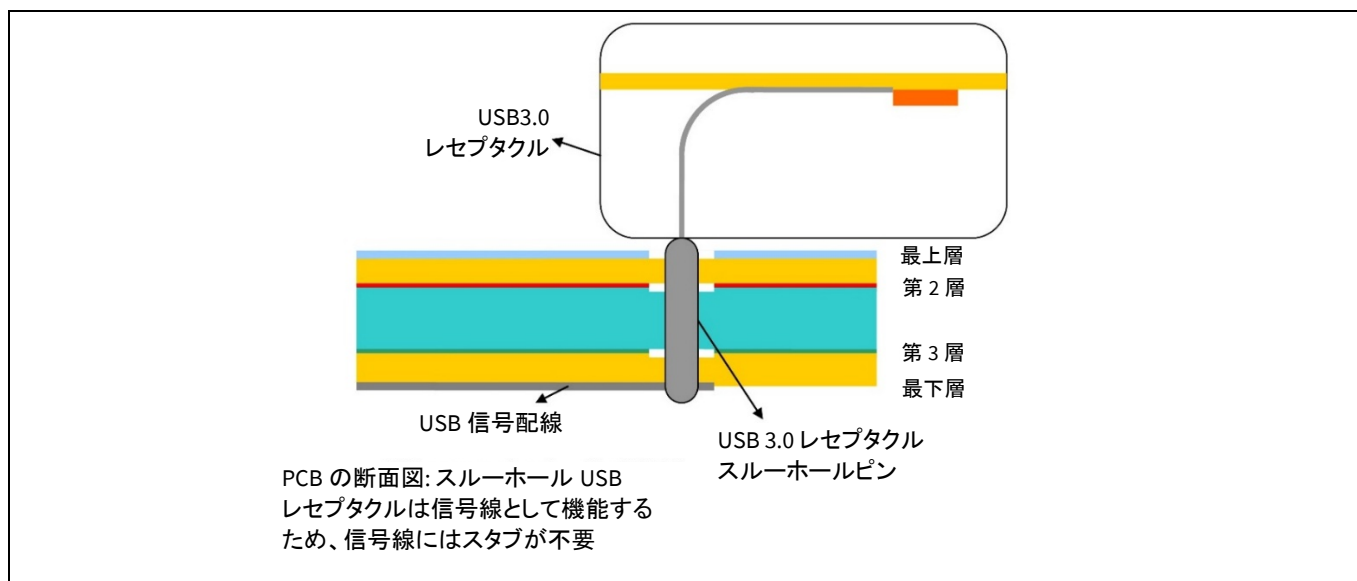 USB3.0
レセプタクル
最上層
第 2 層
第 3 層
最下層
USB 信号配線
USB 3.0 レセプタクル
スルーホールピン
PCB の断面図: スルーホール USB
レセプタクルは信号線として機能する
ため、信号線にはスタブが不要